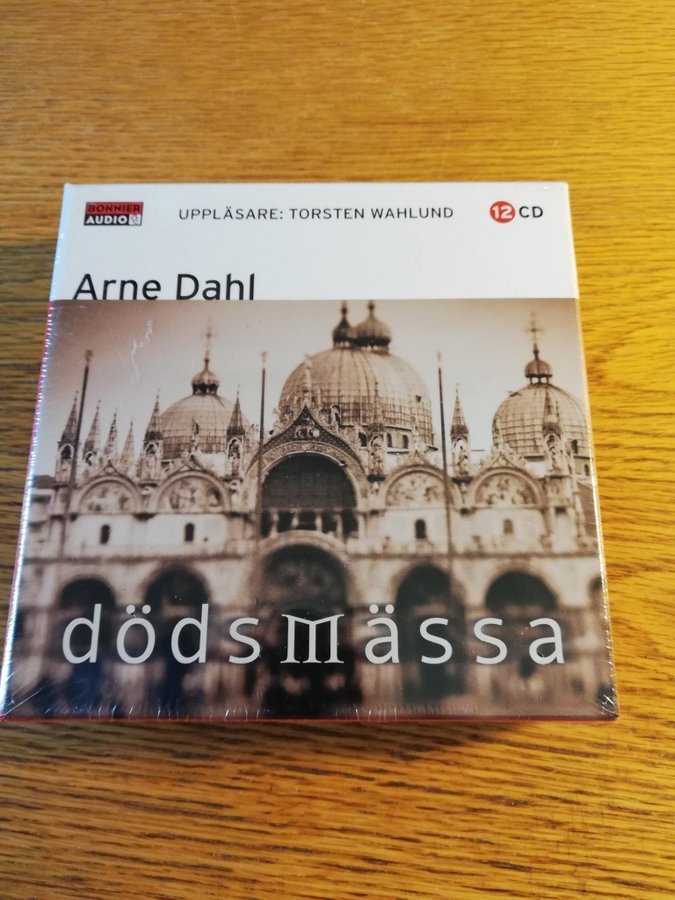 BONNIER
AUDIO
UPPLÄSARE: TORSTEN WAHLUND
12 CD
Arne Dahl
dödsmässa